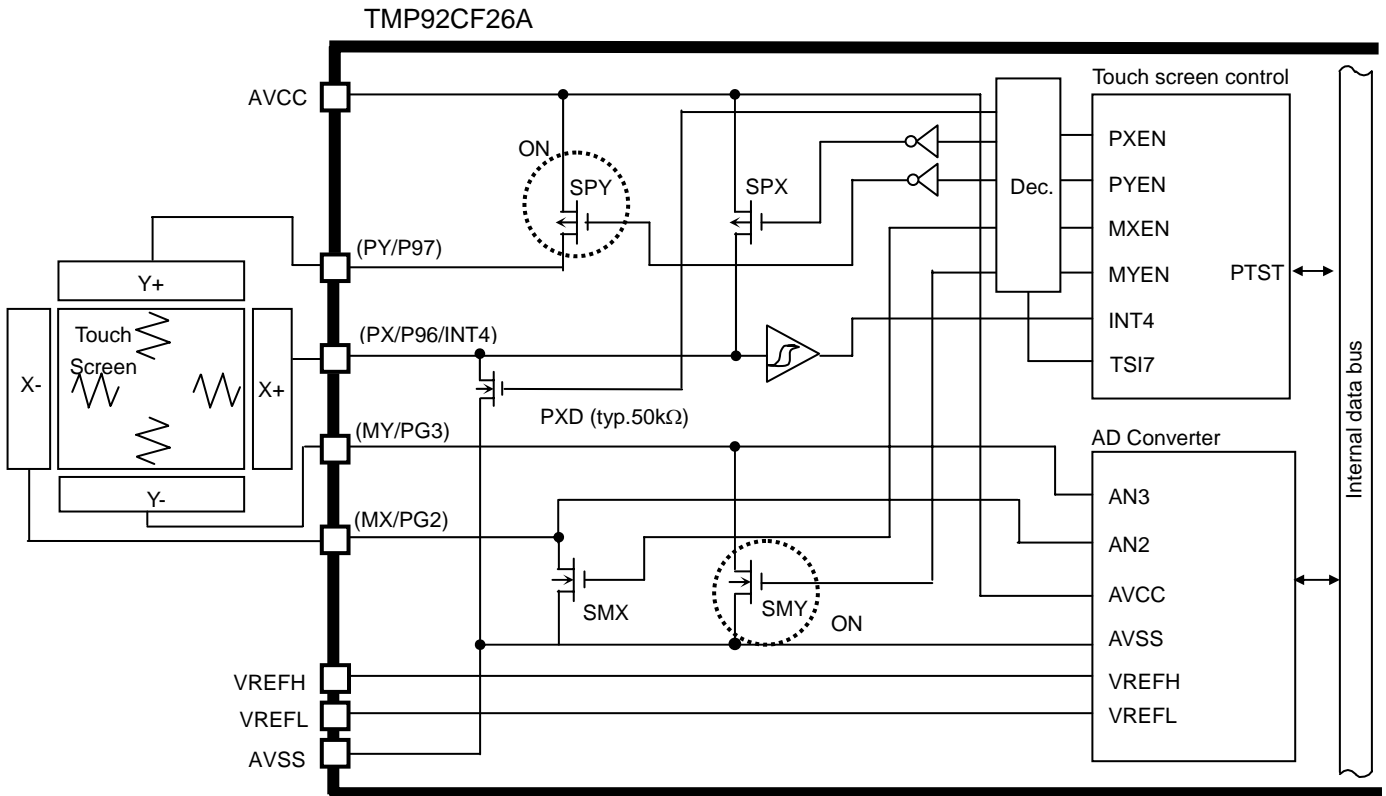 TMP92CF26A
AVCC
Touch screen control
ON
SPY
SPX
Dec.
PXEN
PYEN
MXEN
MYEN
PTST
INT4
TSI7
(PY/P97)
Y+
(PX/P96/INT4)
Touch
Screen
X-
X+
PXD (typ.50kΩ)
(MY/PG3)
Y-
(MX/PG2)
SMX
SMY
ON
AD Converter
AN3
AN2
AVCC
AVSS
VREFH
VREFL
Internal data bus
VREFH
VREFL
AVSS